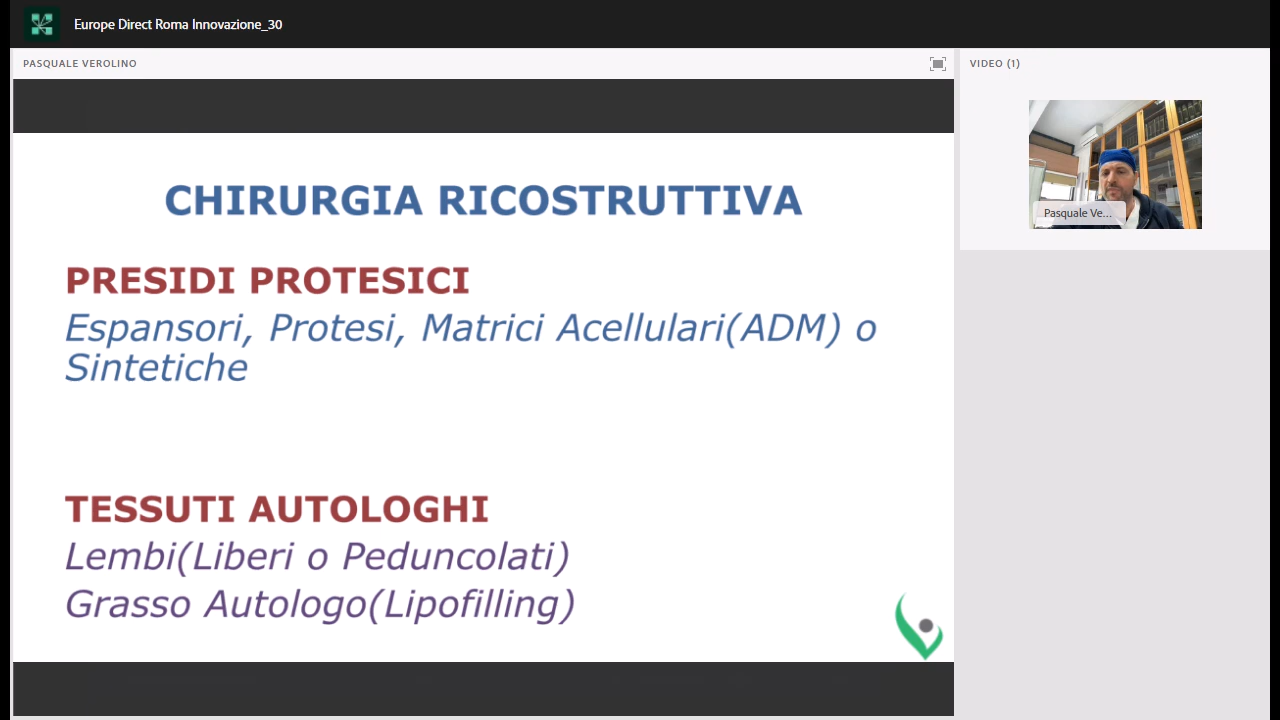 Europe Direct Roma Innovazione_30
PASQUALE VEROLINO
VIDEO (1)
Pasquale Ve...
CHIRURGIA RICOSTRUTTIVA
PRESIDI PROTESICI
Espansori, Protesi, Matrici Acellulari(ADM) o
Sintetiche
TESSUTI AUTOLOGHI
Lembi(Liberi o Peduncolati)
Grasso Autologo(Lipofilling)